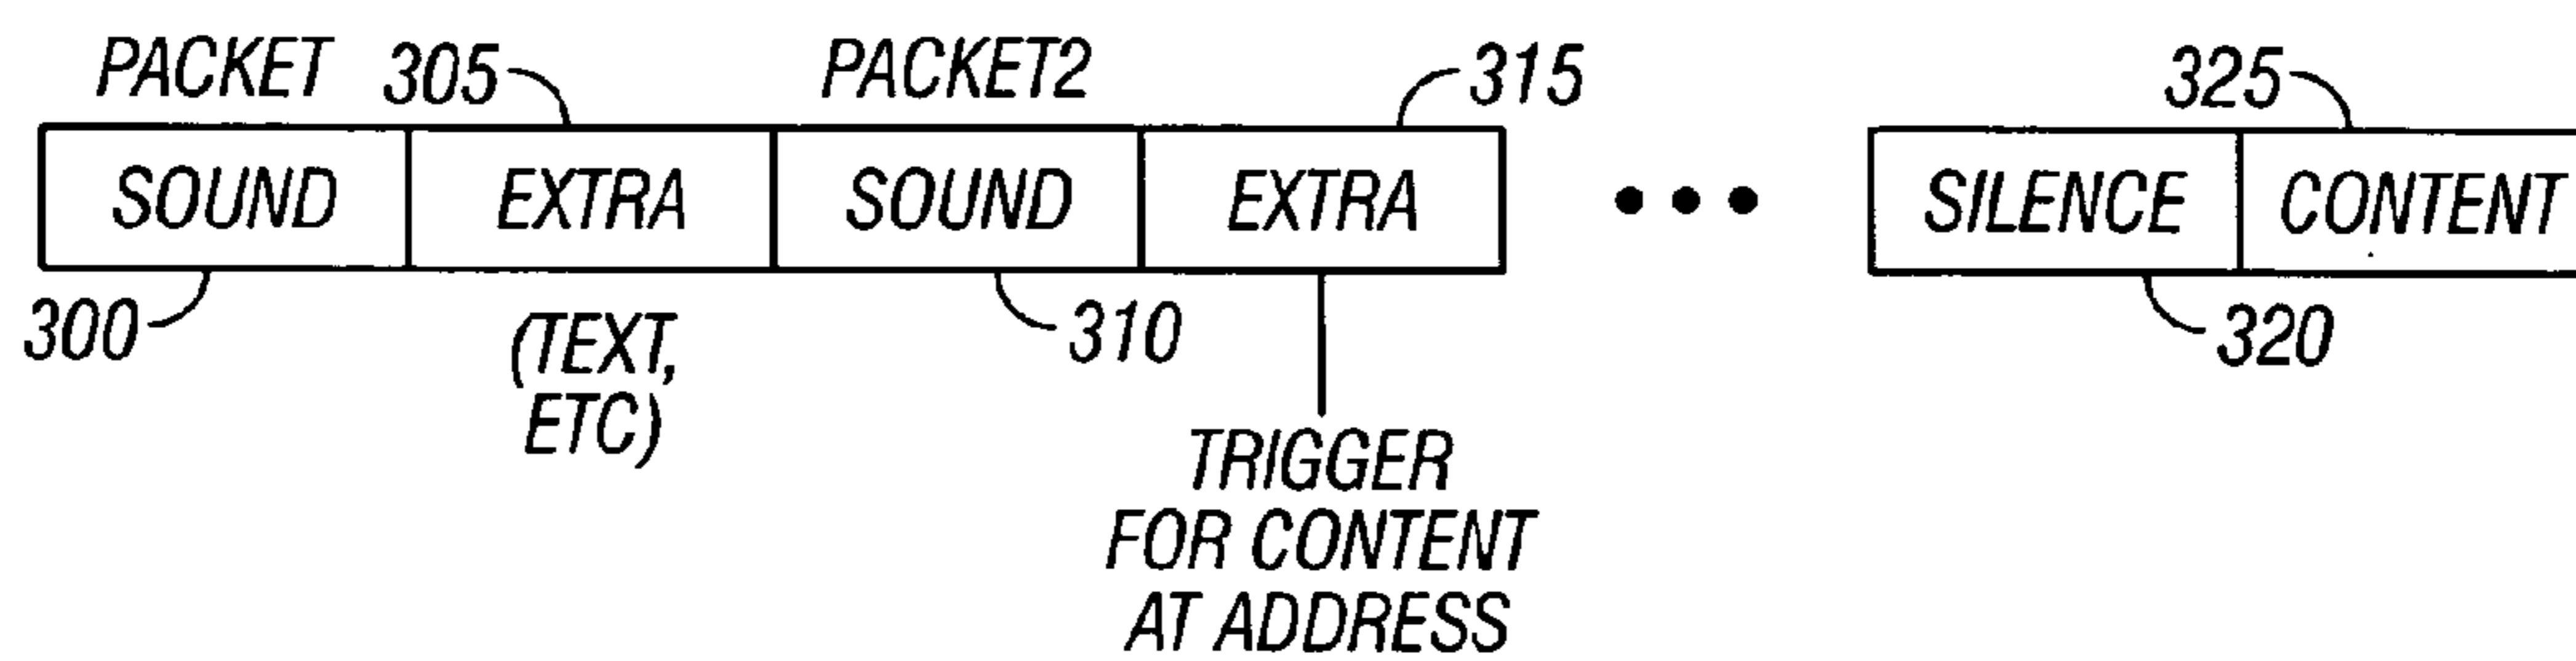 PACKET 305 PACKET2 315 325
SOUND EXTRA SOUND EXTRA SILENCE CONTENT
300 310 320
(TEXT,
ETC)
TRIGGER
FOR CONTENT
AT ADDRESS